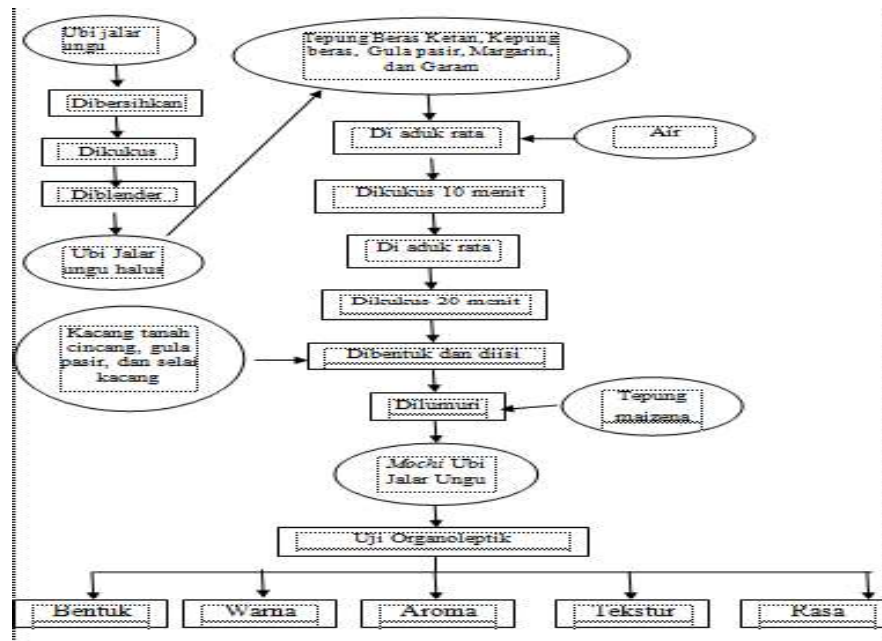 Ubi jalar
ungu
Dibersihkan
Dikukus
Diblender
Ubi Jalar
ungu halus
Tepung Beras Ketan, Kepung
beras, Gula pasir, Margarin,
dan Garam
Di aduk rata
Air
Dikukus 10 menit
Di aduk rata
Dikukus 20 menit
Kacang tanah
cincang, gula
pasir, dan selai
kacang
Dibentuk dan diisi
Dilumuri
Tepung
maizena
Mochi Ubi
Jalar Ungu
Uji Organoleptik
Bentuk
Warna
Aroma
Tekstur
Rasa